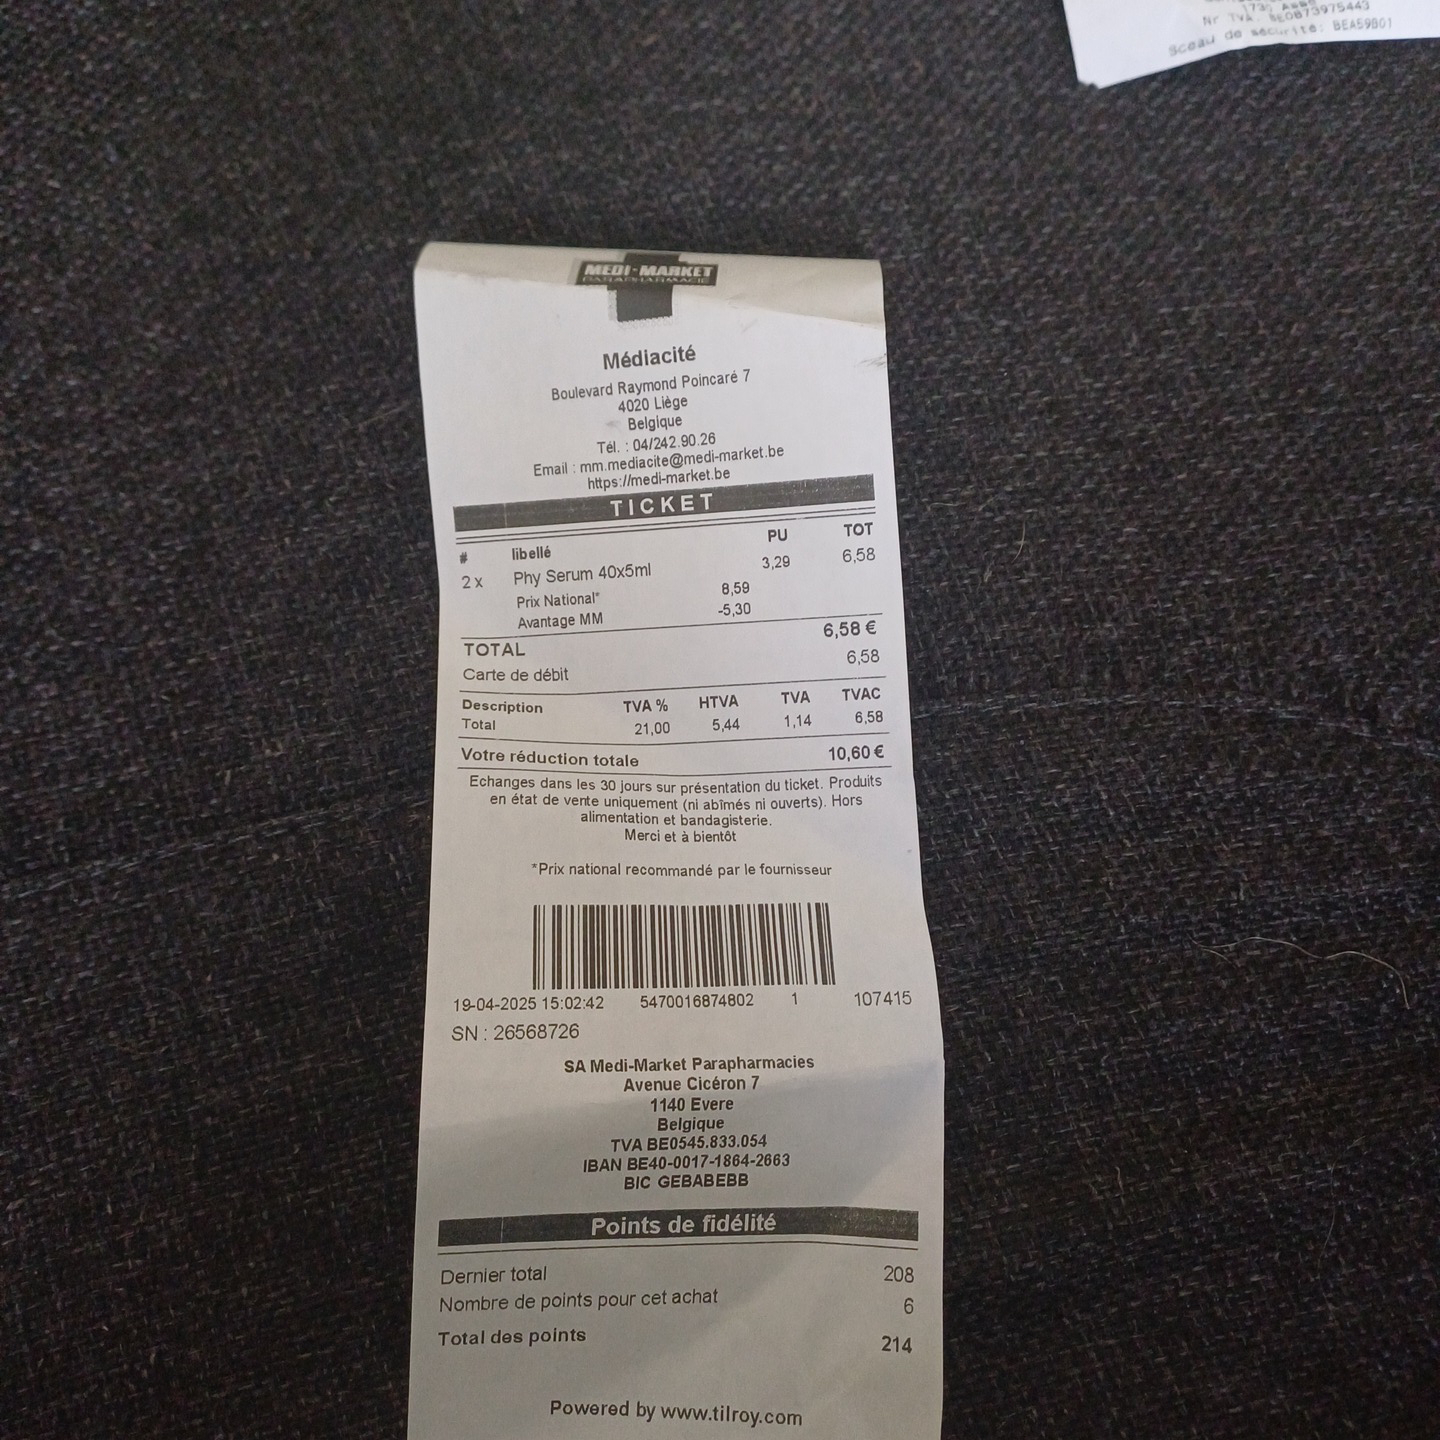 1730 Asse
Nr TVA. BE0873975443
Sceau de sécurité: BEA59B01
MEDI-MARKET
PARAPHARMACIE
Médiacité
Boulevard Raymond Poincaré 7
4020 Liège
Belgique
Tél. : 04/242.90.26
Email : mm.mediacite@medi-market.be
https://medi-market.be
TICKET
# libellé PU TOT
2 x Phy Serum 40x5ml 3,29 6,58
Prix National* 8,59
Avantage MM -5,30
TOTAL 6,58 €
Carte de débit 6,58
Description TVA % HTVA TVA TVAC
Total 21,00 5,44 1,14 6,58
Votre réduction totale 10,60 €
Echanges dans les 30 jours sur présentation du ticket. Produits
en état de vente uniquement (ni abîmés ni ouverts). Hors
alimentation et bandagisterie.
Merci et à bientôt
*Prix national recommandé par le fournisseur
19-04-2025 15:02:42 5470016874802 1 107415
SN : 26568726
SA Medi-Market Parapharmacies
Avenue Cicéron 7
1140 Evere
Belgique
TVA BE0545.833.054
IBAN BE40-0017-1864-2663
BIC GEBABEBB
Points de fidélité
Dernier total 208
Nombre de points pour cet achat 6
Total des points 214
Powered by www.tilroy.com